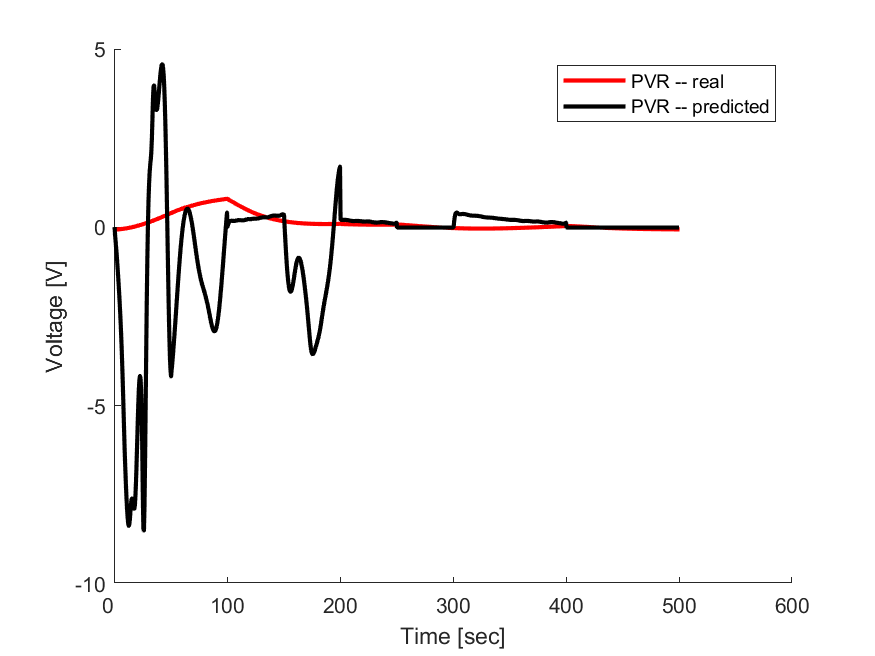 5
PVR -- real
PVR -- predicted
0
Voltage [V]
-5
-10
0 100 200 300 400 500 600
Time [sec]